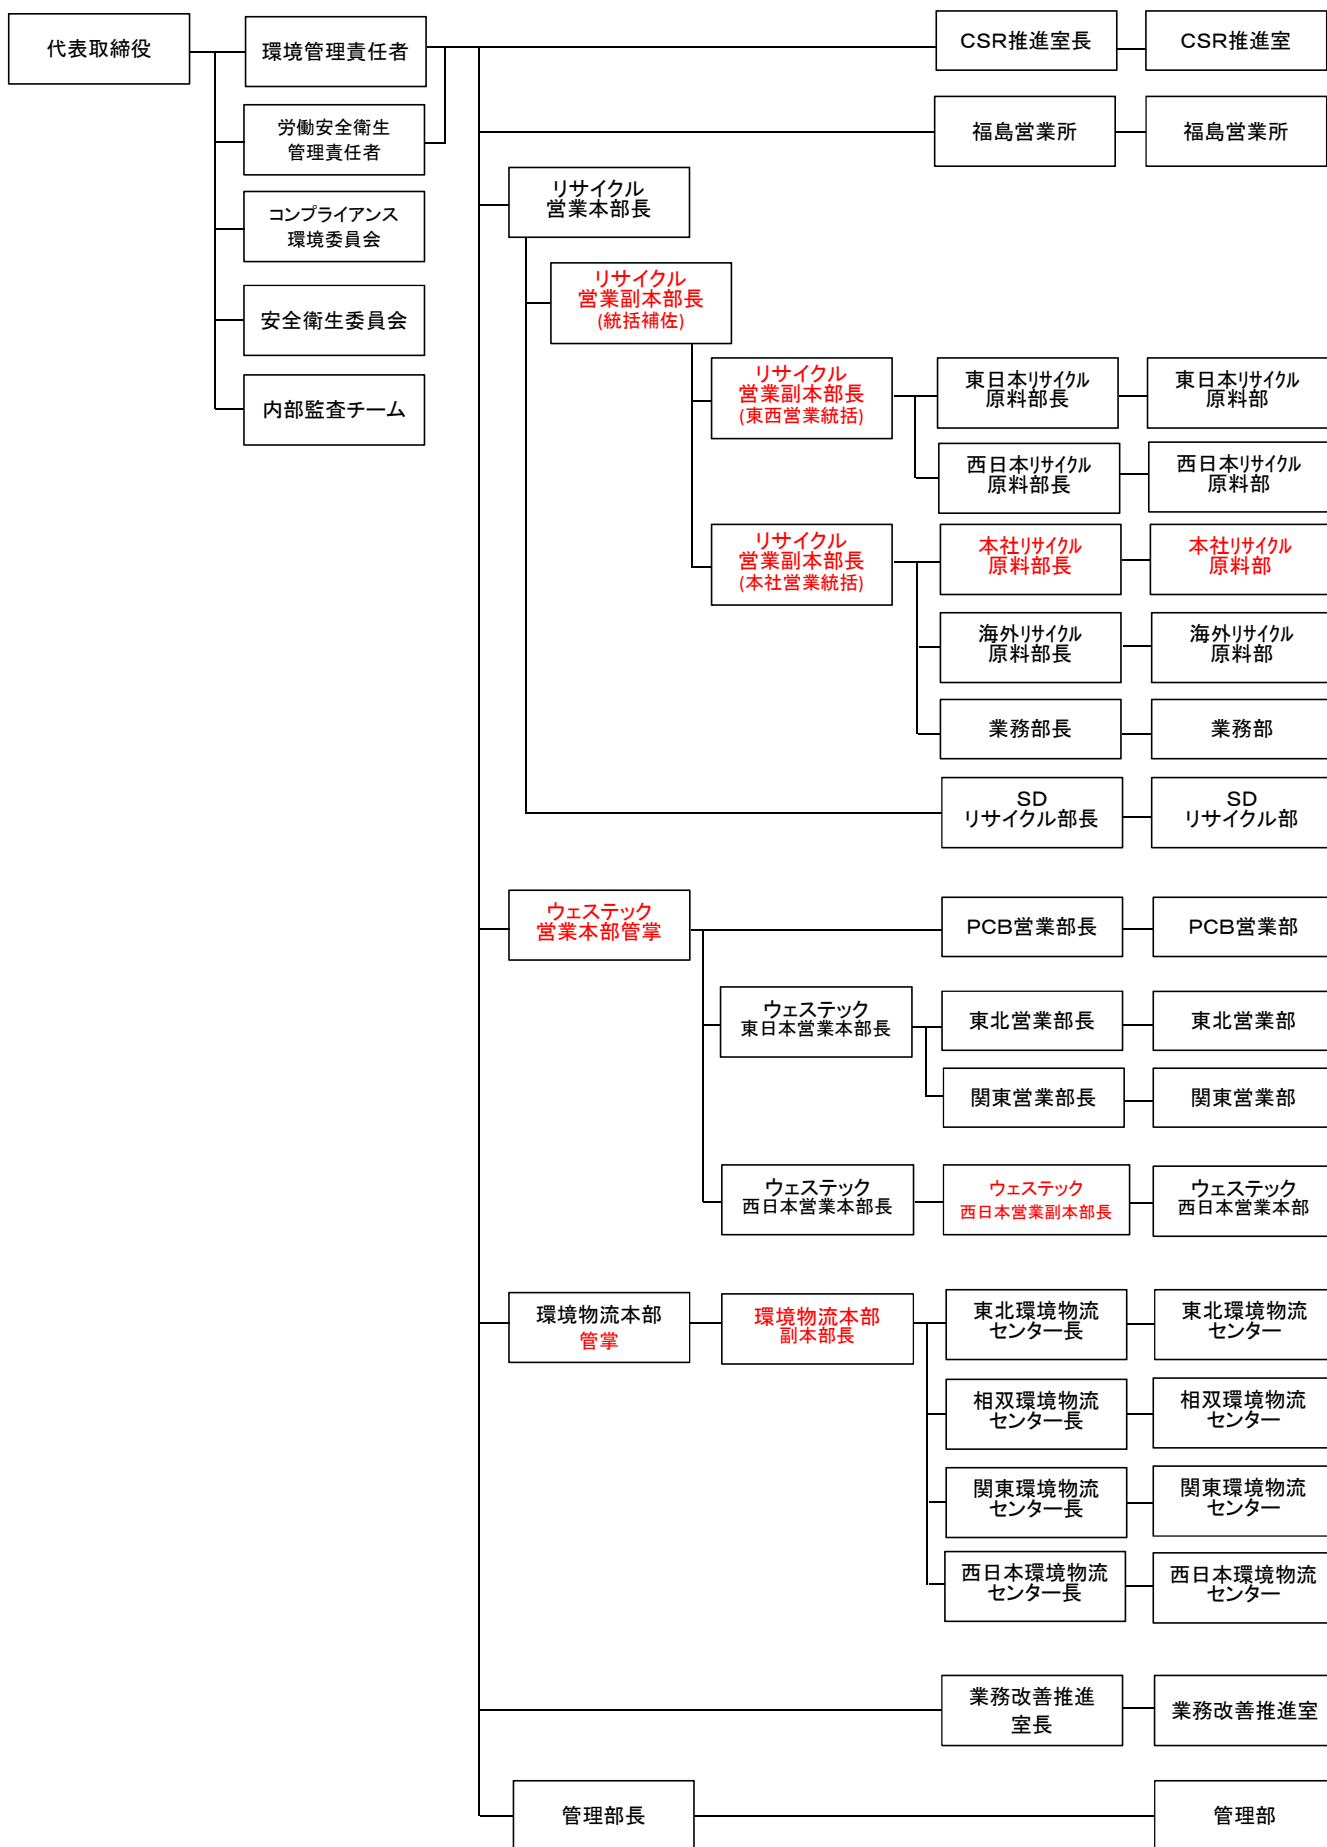 代表取締役
環境管理責任者
CSR推進室長
CSR推進室
労働安全衛生
管理責任者
福島営業所
福島営業所
リサイクル
営業本部長
コンプライアンス
環境委員会
リサイクル
営業副本部長
(統括補佐)
安全衛生委員会
内部監査チーム
リサイクル
営業副本部長
(東西営業統括)
東日本ﾘｻｲｸﾙ
原料部長
東日本ﾘｻｲｸﾙ
原料部
西日本ﾘｻｲｸﾙ
原料部長
西日本ﾘｻｲｸﾙ
原料部
リサイクル
営業副本部長
(本社営業統括)
本社ﾘｻｲｸﾙ
原料部長
本社ﾘｻｲｸﾙ
原料部
海外ﾘｻｲｸﾙ
原料部長
海外ﾘｻｲｸﾙ
原料部
業務部長
業務部
SD
リサイクル部長
SD
リサイクル部
ウェステック
営業本部管掌
PCB営業部長
PCB営業部
ウェステック
東日本営業本部長
東北営業部長
東北営業部
関東営業部長
関東営業部
ウェステック
西日本営業本部長
ウェステック
西日本営業副本部長
ウェステック
西日本営業本部
環境物流本部
管掌
環境物流本部
副本部長
東北環境物流
センター長
東北環境物流
センター
相双環境物流
センター長
相双環境物流
センター
関東環境物流
センター長
関東環境物流
センター
西日本環境物流
センター長
西日本環境物流
センター
業務改善推進
室長
業務改善推進室
管理部長
管理部